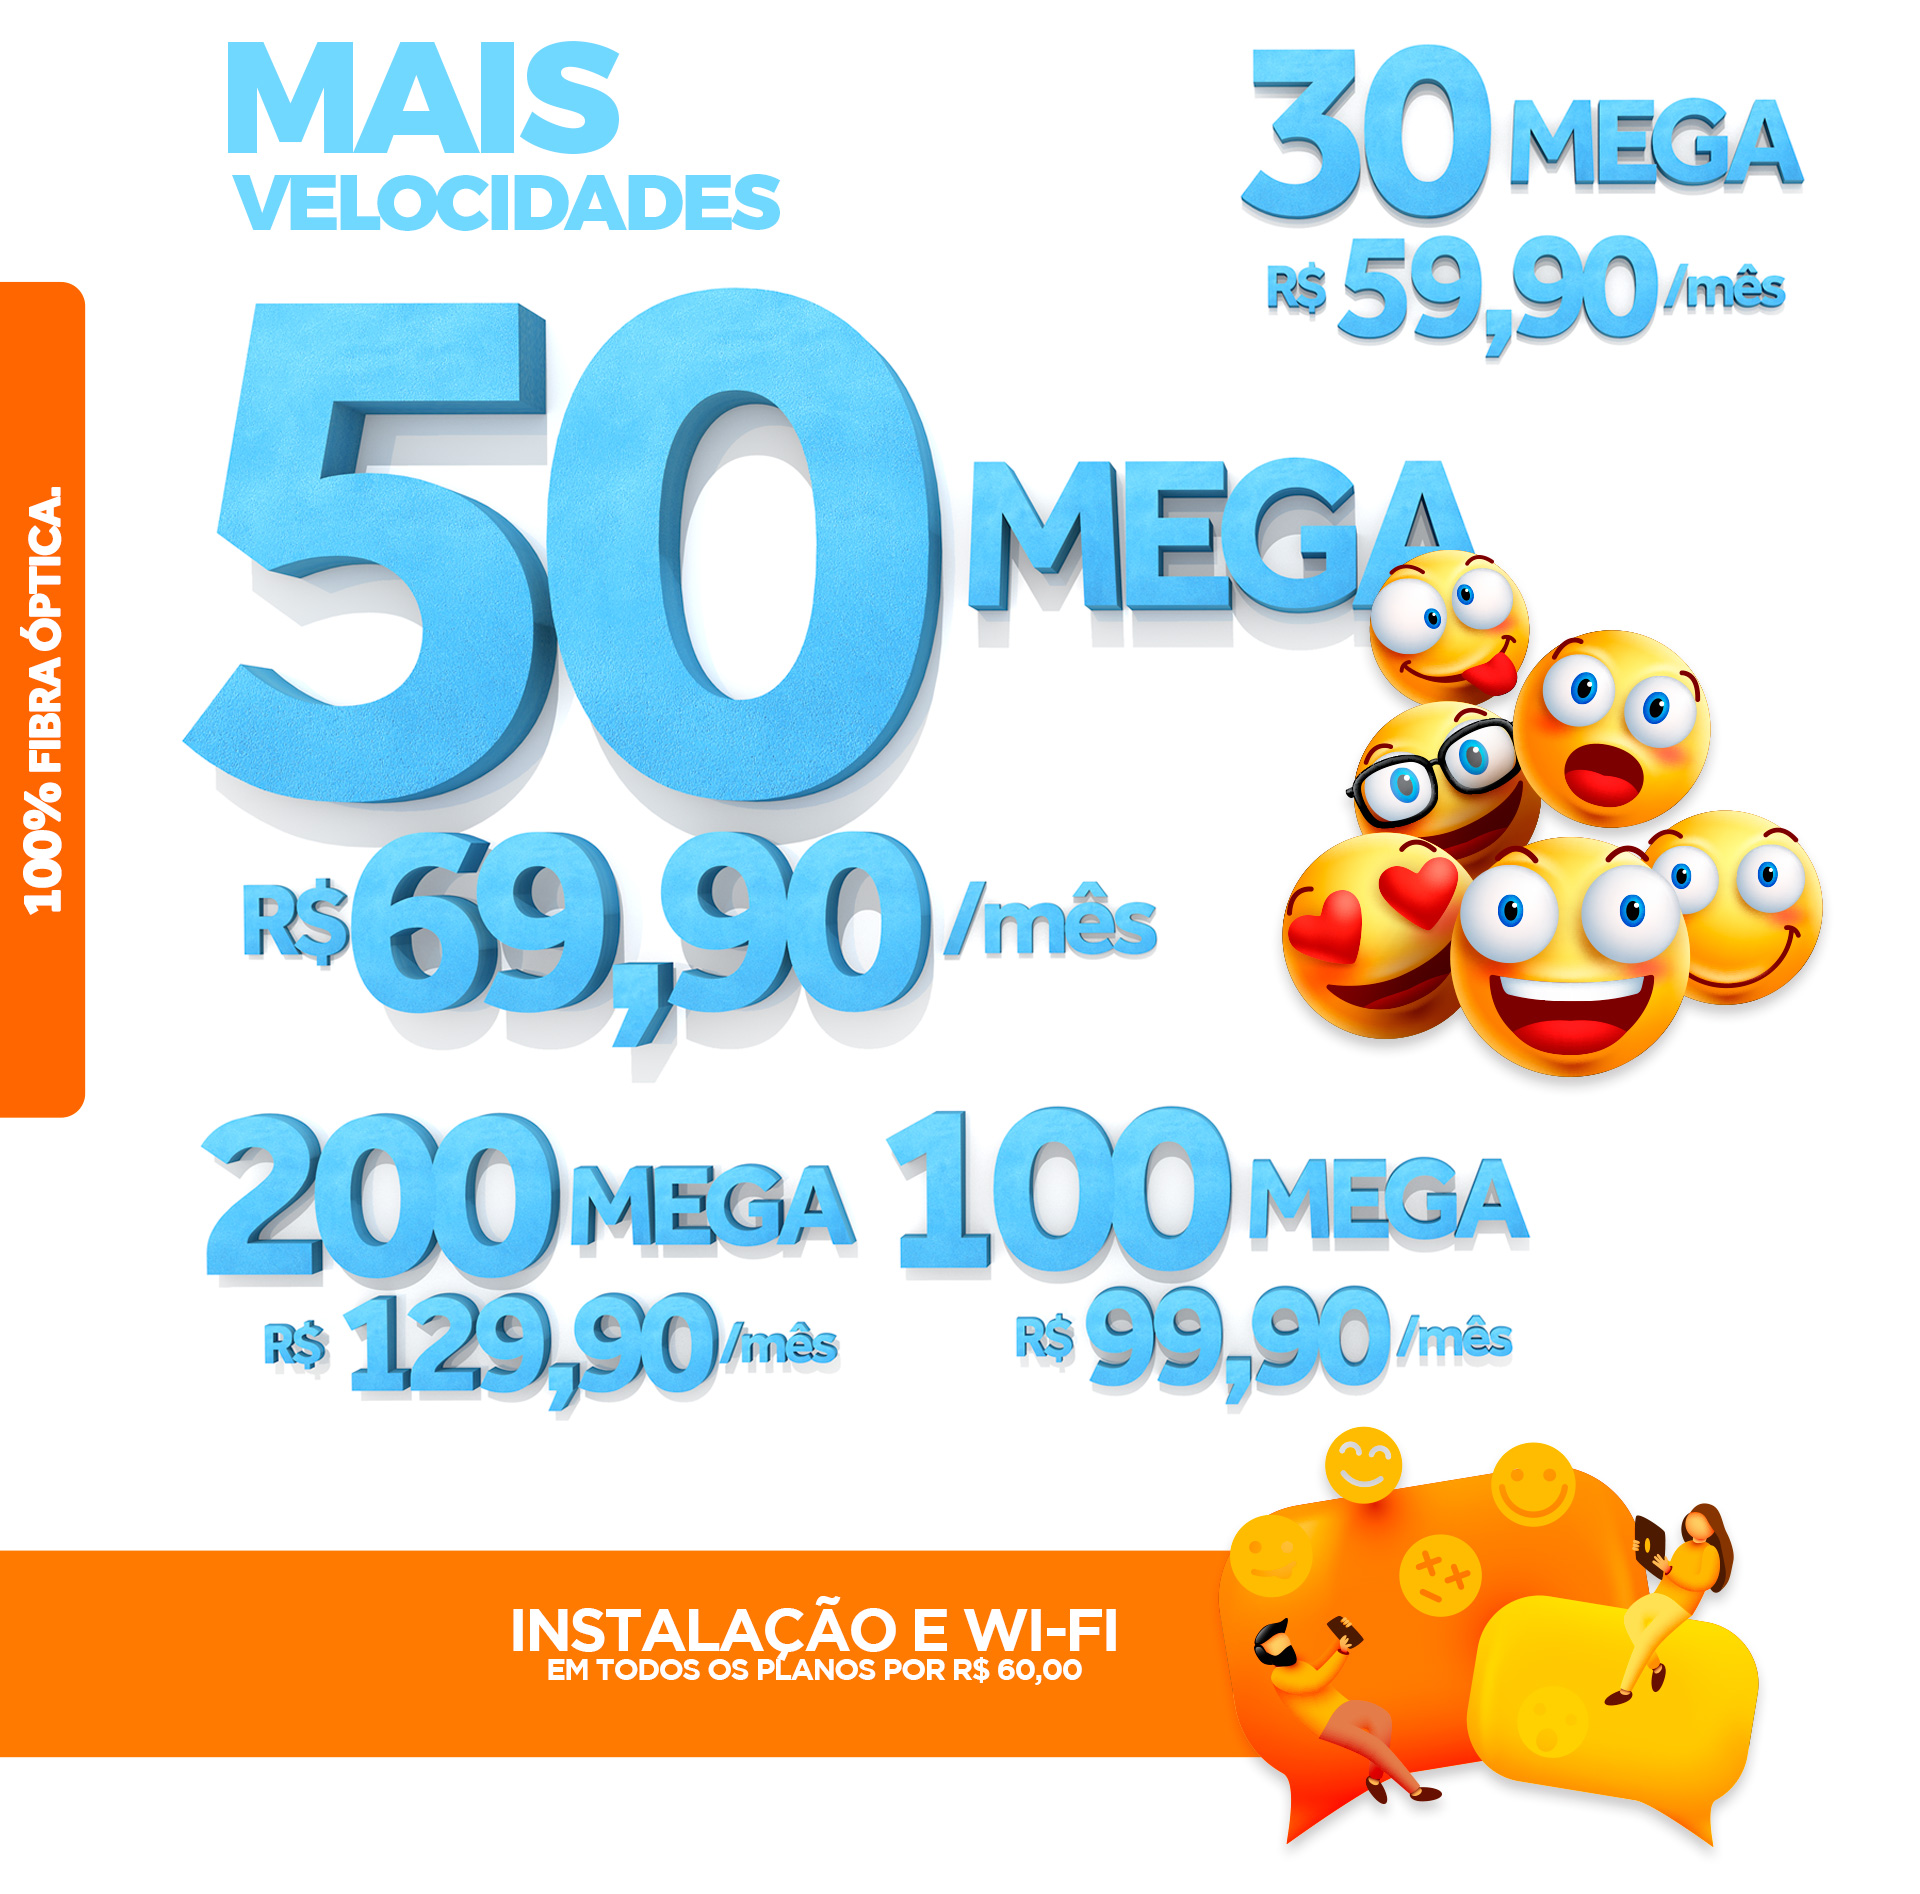 MAIS
VELOCIDADES
30 MEGA
R$ 59,90 /mês
100% FIBRA ÓPTICA.
50 MEGA
R$ 69,90 /mês
200 MEGA
R$ 129,90 /mês
100 MEGA
R$ 99,90 /mês
INSTALAÇÃO E WI-FI
EM TODOS OS PLANOS POR R$ 60,00